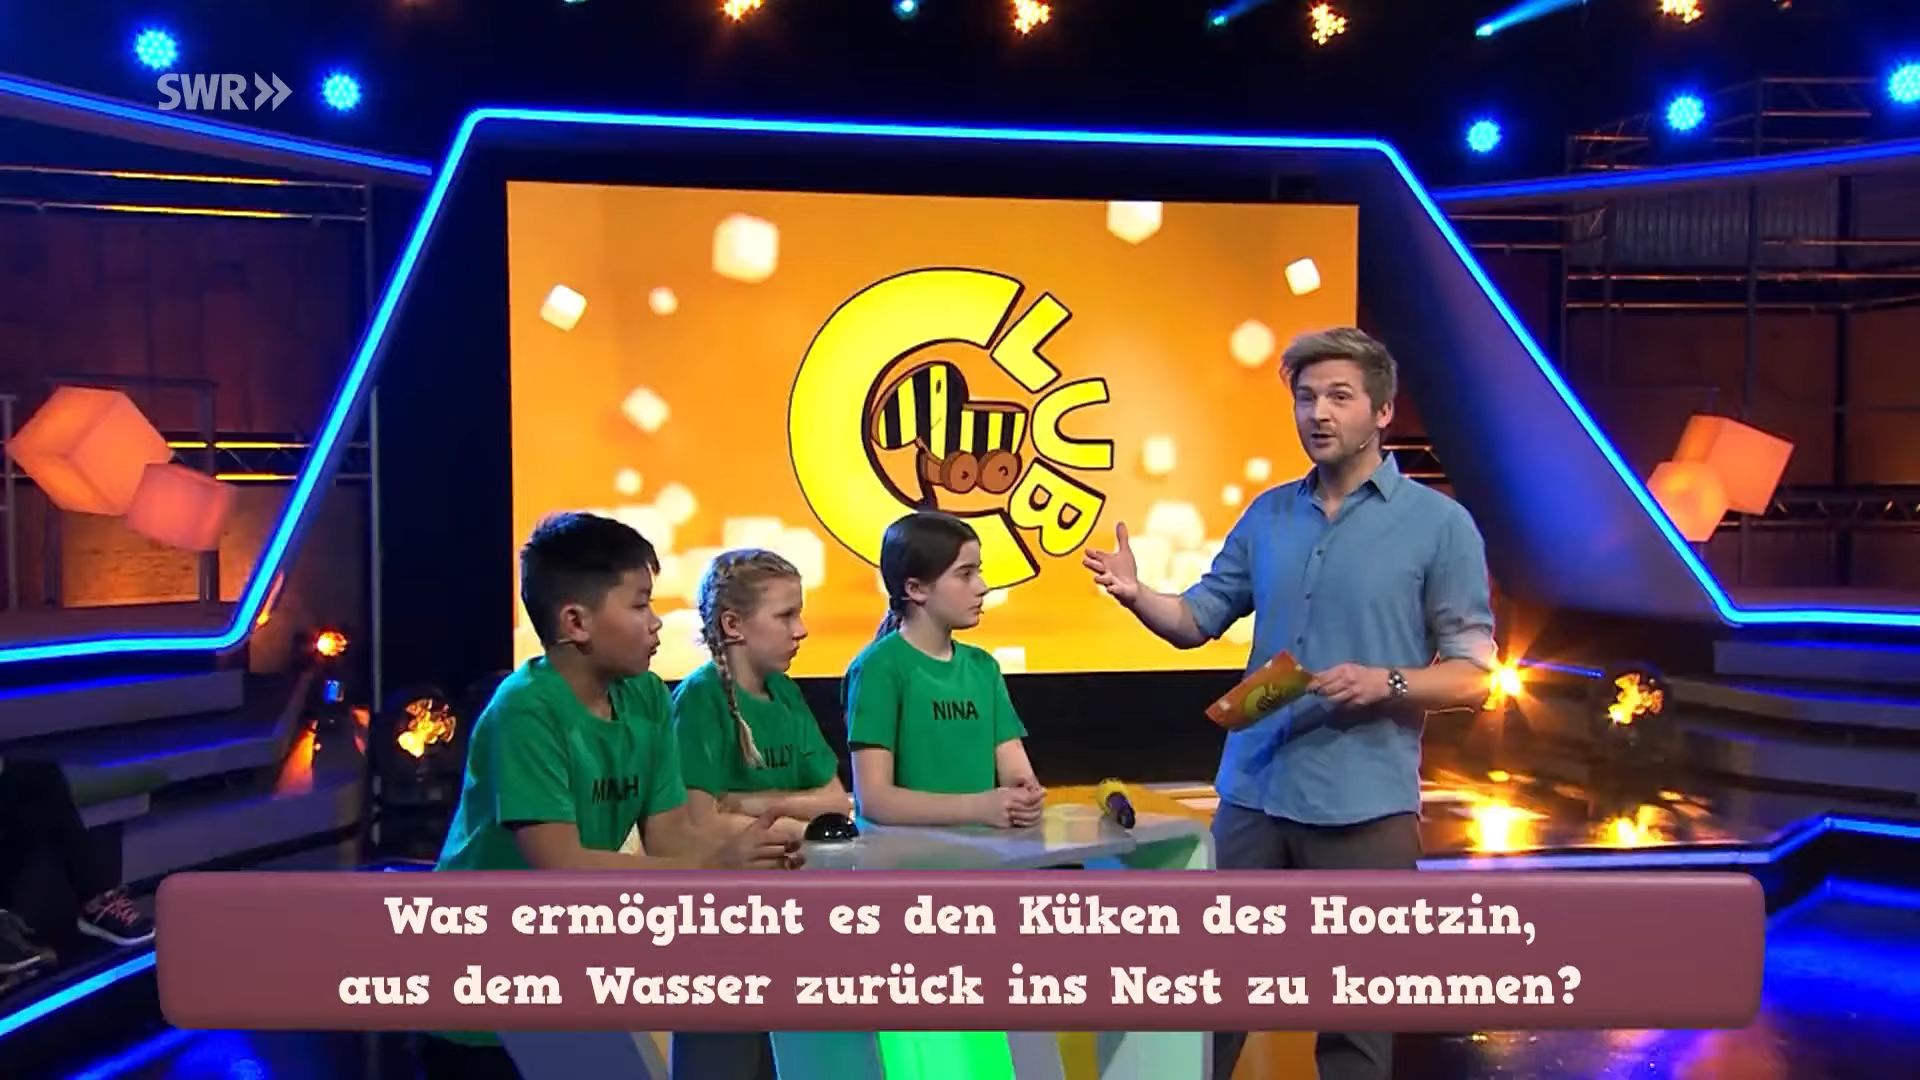 SWR
CLUB
NINA
Was ermöglicht es den Küken des Hoatzin,
aus dem Wasser zurück ins Nest zu kommen?